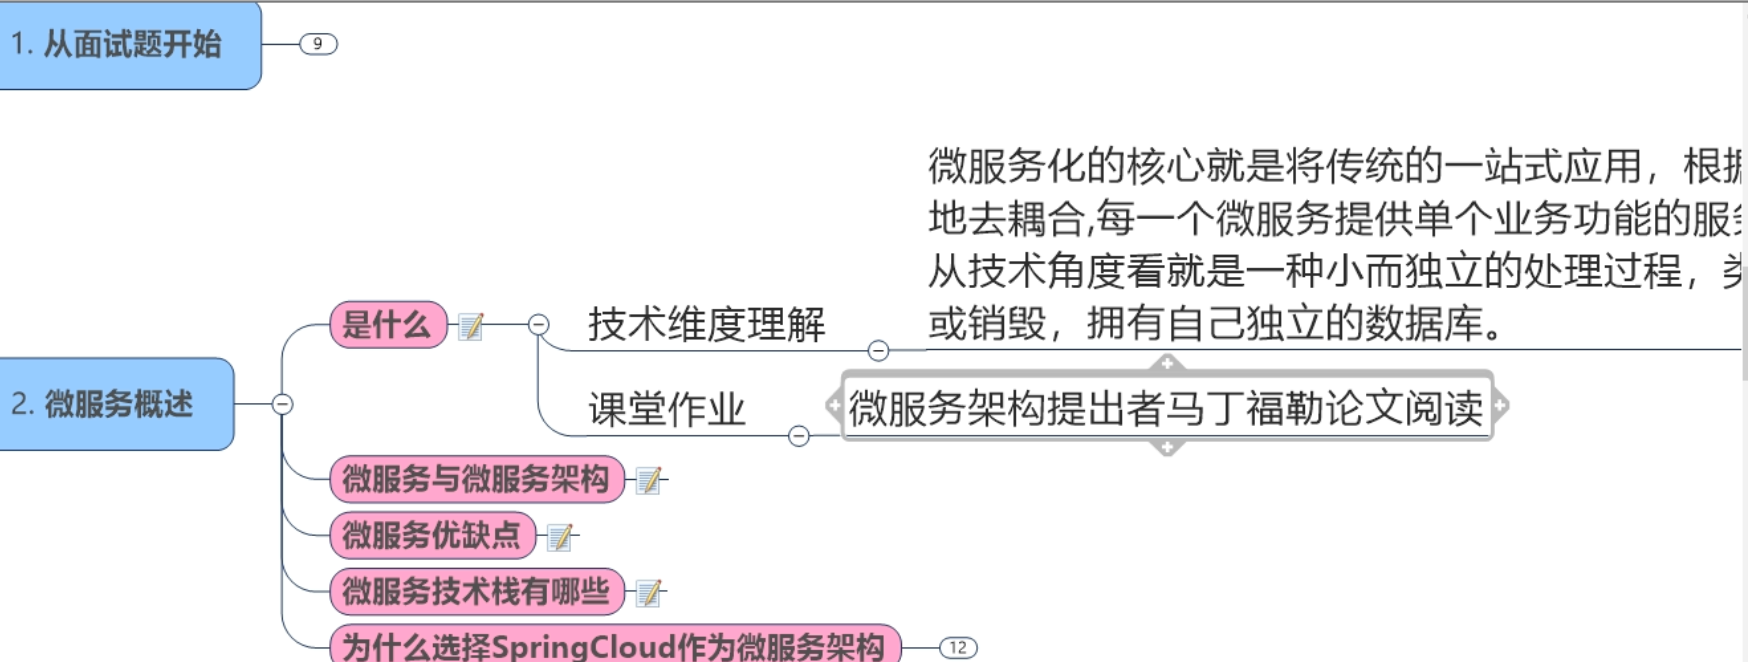 1. 从面试题开始
9
微服务化的核心就是将传统的一站式应用，根据
地去耦合,每一个微服务提供单个业务功能的服务
从技术角度看就是一种小而独立的处理过程，
或销毁，拥有自己独立的数据库。
是什么
技术维度理解
2. 微服务概述
课堂作业
微服务架构提出者马丁福勒论文阅读
微服务与微服务架构
微服务优缺点
微服务技术栈有哪些
为什么选择SpringCloud作为微服务架构
12